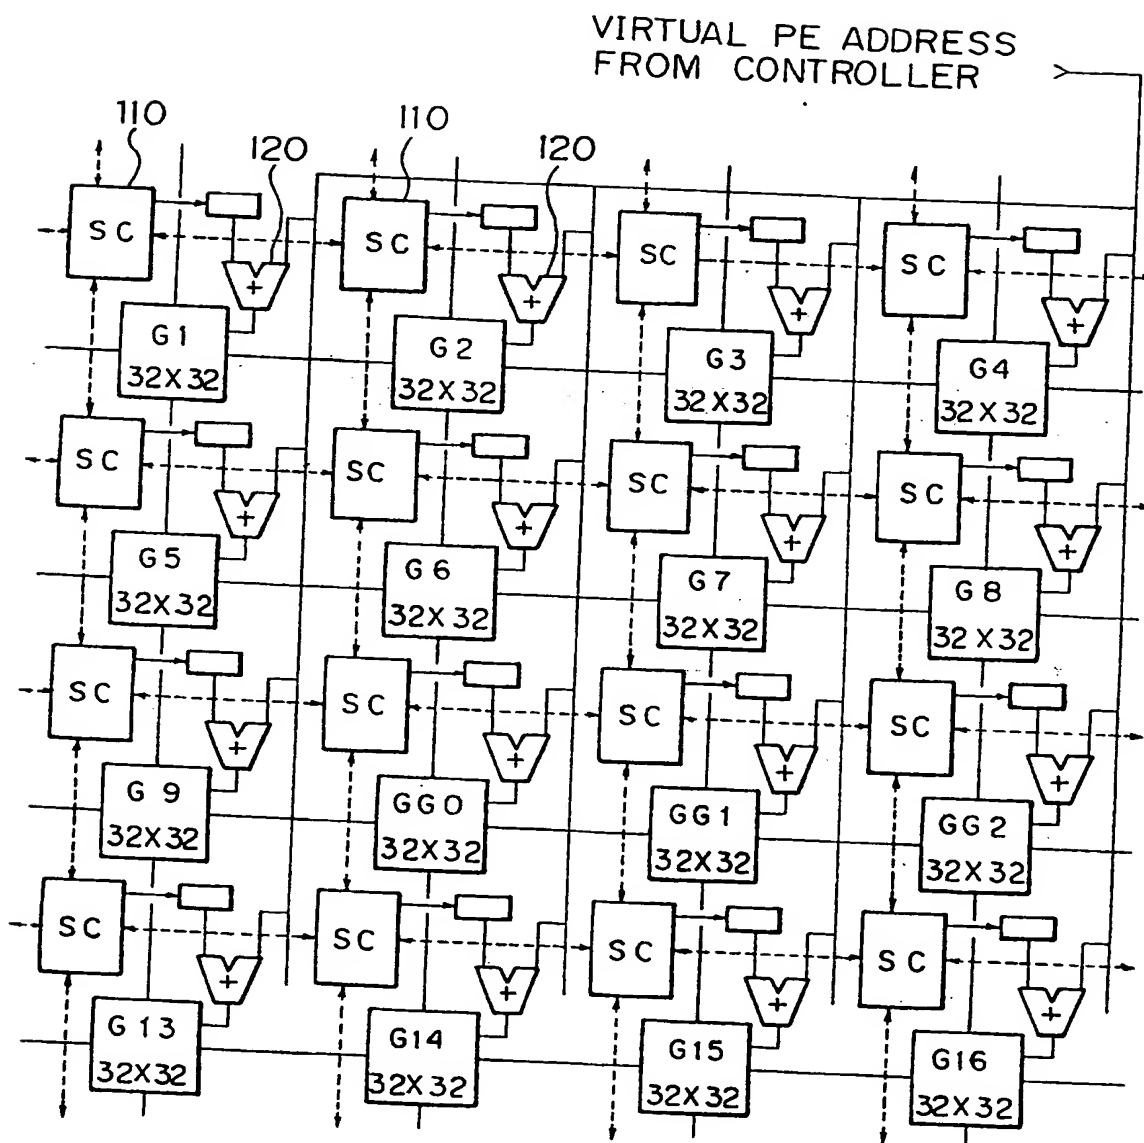 VIRTUAL PE ADDRESS
FROM CONTROLLER
110
120
110
120
SC
SC
SC
SC
+
+
+
+
G1
32X32
G2
32X32
G3
32X32
G4
32X32
SC
SC
SC
SC
+
+
+
+
G5
32X32
G6
32X32
G7
32X32
G8
32X32
SC
SC
SC
SC
+
+
+
+
G9
32X32
GG0
32X32
GG1
32X32
GG2
32X32
SC
SC
SC
SC
+
+
+
+
G13
32X32
G14
32X32
G15
32X32
G16
32X32